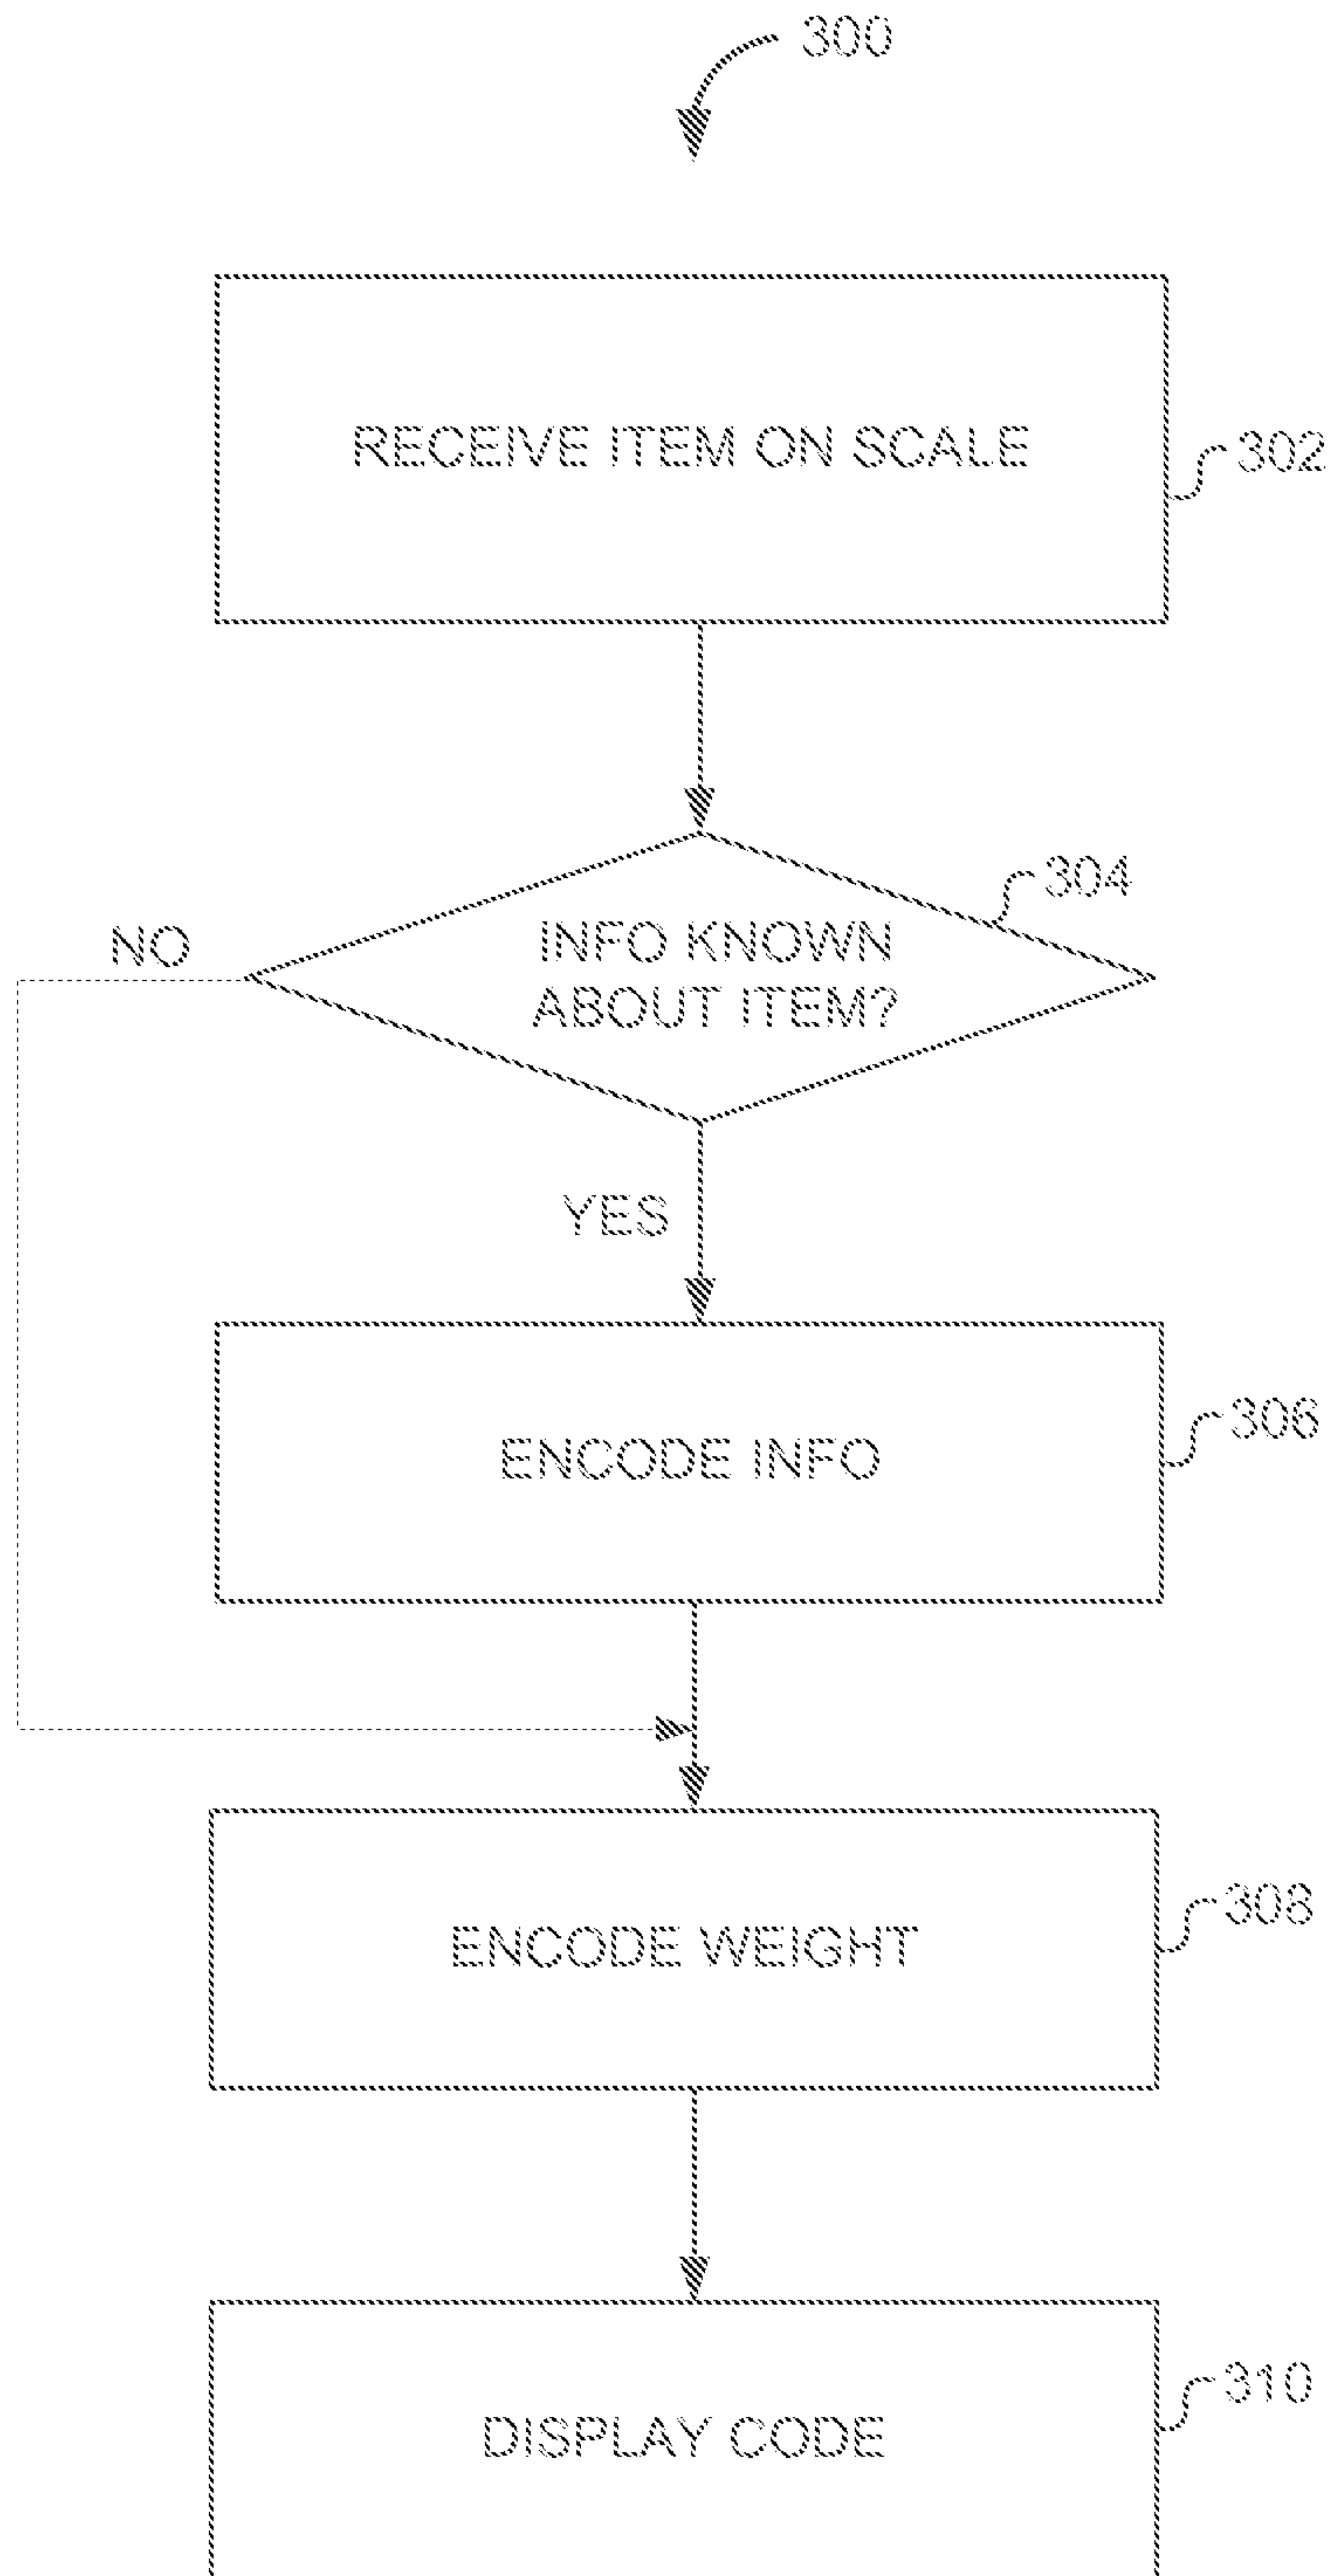 300
RECEIVE ITEM ON SCALE
302
304
INFO KNOWN
ABOUT ITEM?
NO
YES
ENCODE INFO
306
ENCODE WEIGHT
308
DISPLAY CODE
310